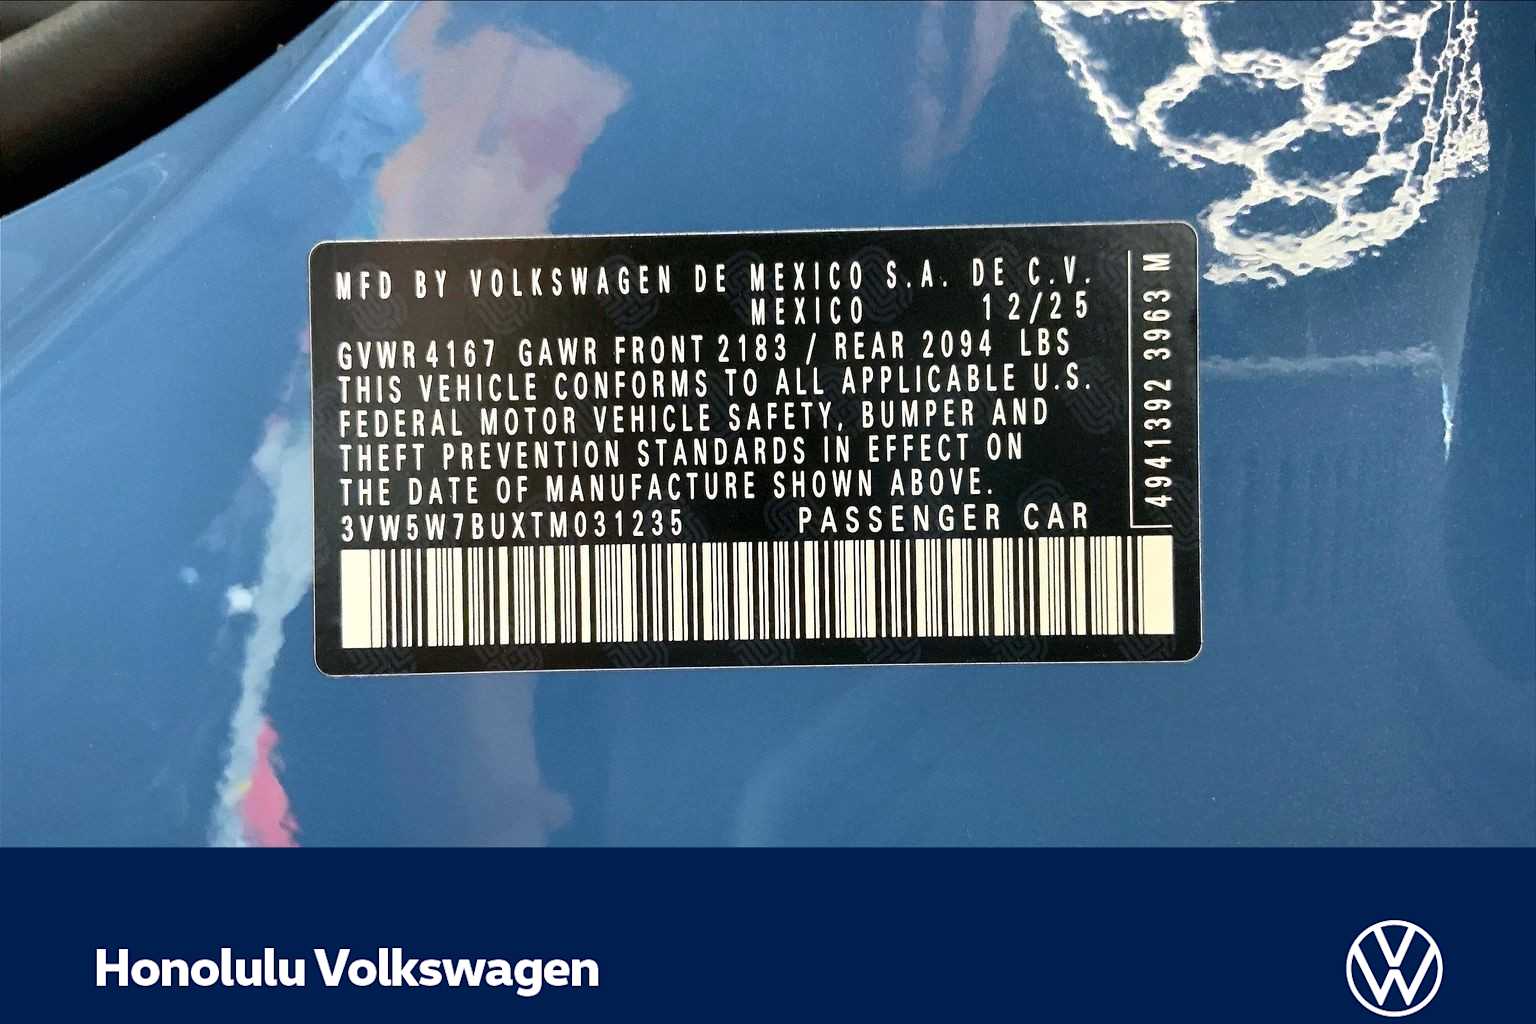 MFD BY VOLKSWAGEN DE MEXICO S.A. DE C.V.
MEXICO 12/25
GVWR 4167 GAWR FRONT 2183 / REAR 2094 LBS
THIS VEHICLE CONFORMS TO ALL APPLICABLE U.S.
FEDERAL MOTOR VEHICLE SAFETY, BUMPER AND
THEFT PREVENTION STANDARDS IN EFFECT ON
THE DATE OF MANUFACTURE SHOWN ABOVE.
3VW5W7BUXTM031235 PASSENGER CAR
4941392 3963 M
Honolulu Volkswagen